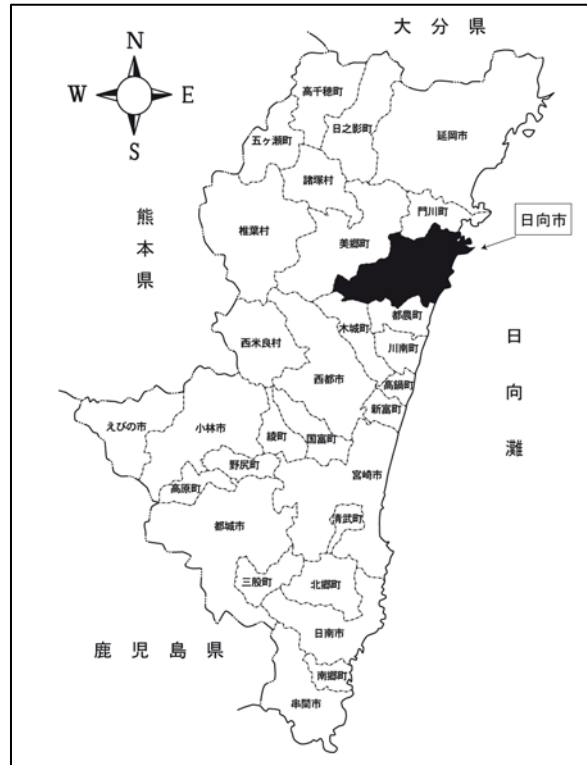 大分県
N
W
E
S
高千穂町
日之影町
延岡市
五ヶ瀬町
諸塚村
門川町
日向市
熊本県
椎葉村
美郷町
都農町
木城町
日向灘
西米良村
川南町
西都市
高鍋町
新富町
えびの市
小林市
綾町
国富町
野尻町
宮崎市
高原町
清武町
都城市
三股町
北郷町
日南市
鹿児島県
南郷町
串間市